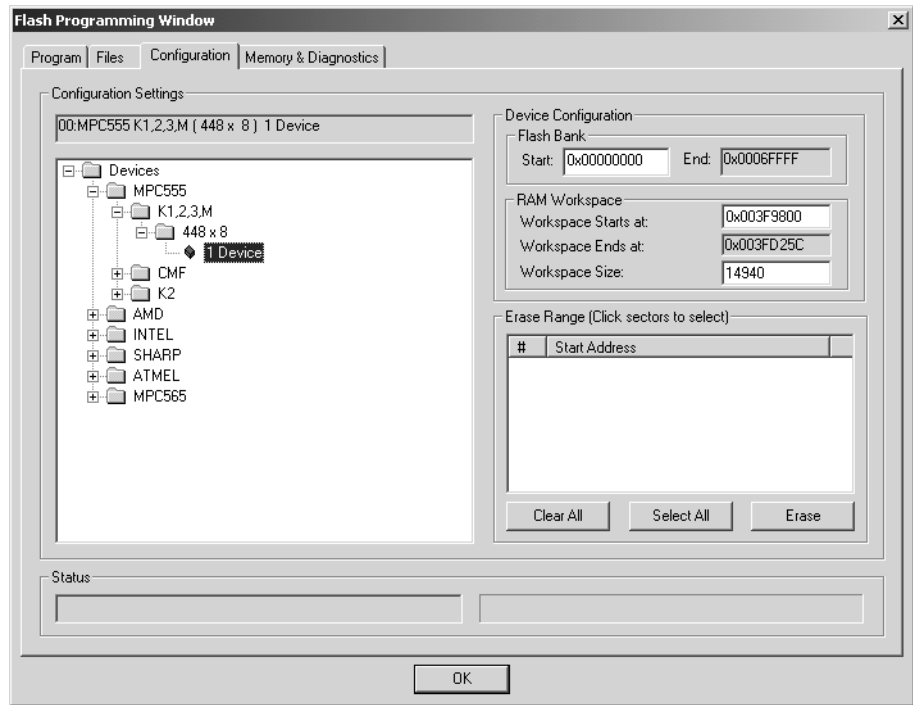 Flash Programming Window
Program Files Configuration Memory & Diagnostics
Configuration Settings
00:MPC555 K1,2,3,M ( 448 x 8 ) 1 Device
Devices
MPC555
K1,2,3,M
448 x 8
1 Device
CMF
K2
AMD
INTEL
SHARP
ATMEL
MPC565
Device Configuration
Flash Bank
Start: 0x00000000 End: 0x0006FFFF
RAM Workspace
Workspace Starts at: 0x003F9800
Workspace Ends at: 0x003FD25C
Workspace Size: 14940
Erase Range (Click sectors to select)
# Start Address
Clear All Select All Erase
Status
OK